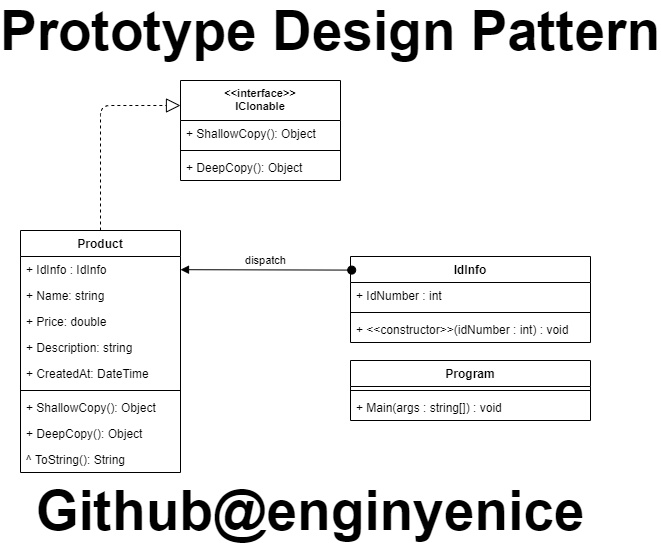 Prototype Design Pattern
<<interface>>
IClonable
+ ShallowCopy(): Object
+ DeepCopy(): Object
Product
+ IdInfo : IdInfo
+ Name: string
+ Price: double
+ Description: string
+ CreatedAt: DateTime
+ ShallowCopy(): Object
+ DeepCopy(): Object
^ ToString(): String
dispatch
IdInfo
+ IdNumber : int
+ <<constructor>>(idNumber : int) : void
Program
+ Main(args : string[]) : void
Github@enginyenice